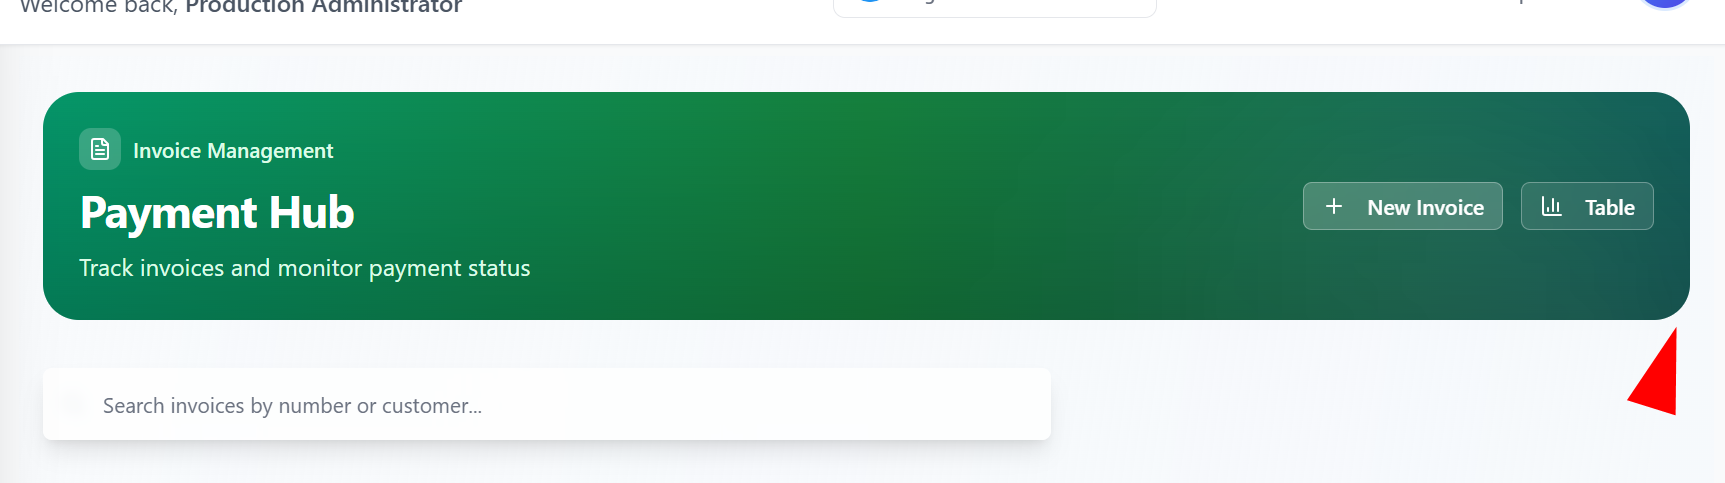 Welcome back, Production Administrator
Invoice Management
Payment Hub
Track invoices and monitor payment status
New Invoice
Table
Search invoices by number or customer...